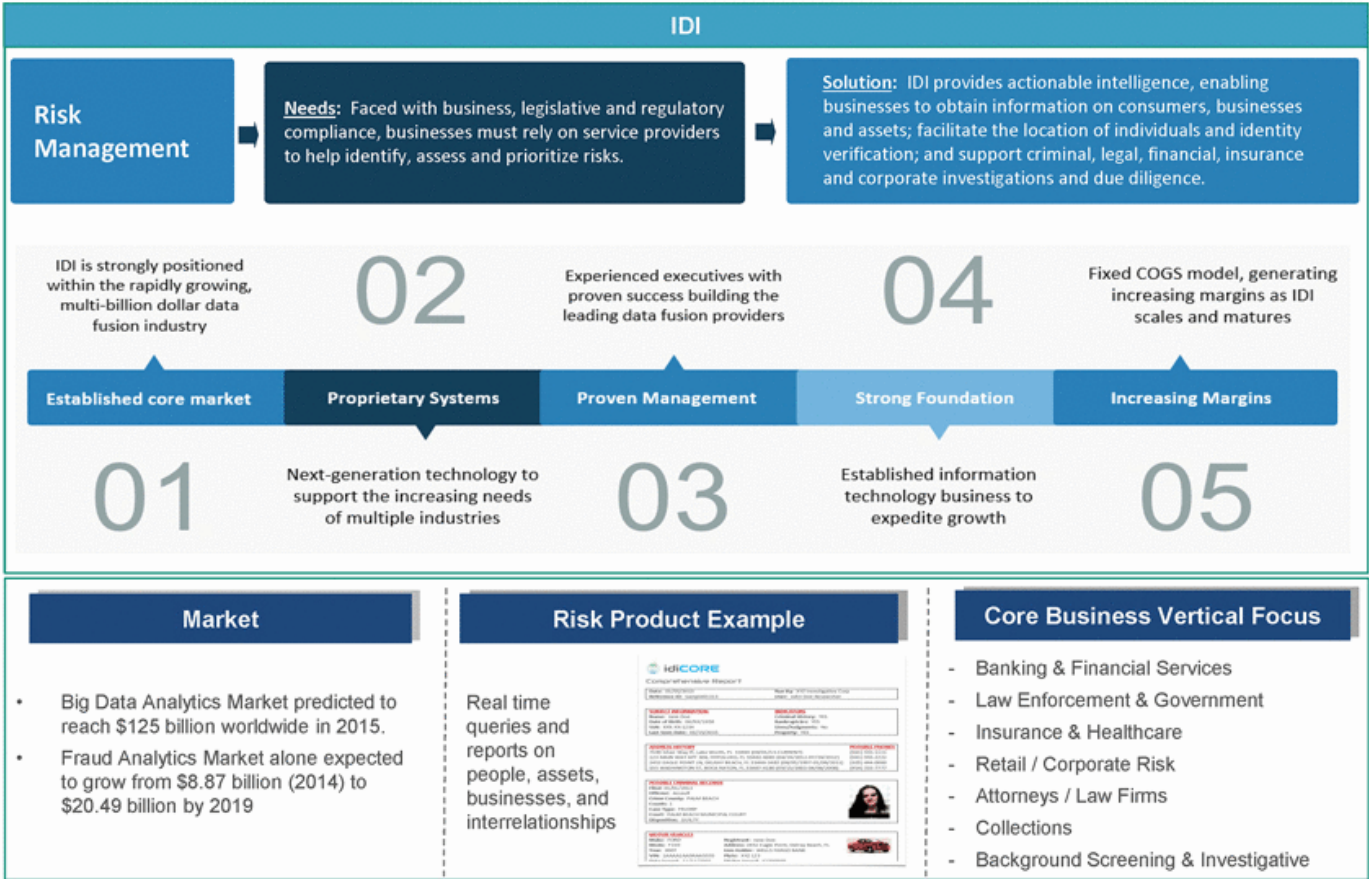 IDI
Risk
Management
Needs: Faced with business, legislative and regulatory
compliance, businesses must rely on service providers
to help identify, assess and prioritize risks.
Solution: IDI provides actionable intelligence, enabling
businesses to obtain information on consumers, businesses
and assets; facilitate the location of individuals and identity
verification; and support criminal, legal, financial, insurance
and corporate investigations and due diligence.
IDI is strongly positioned
within the rapidly growing,
multi-billion dollar data
fusion industry
Established core market
01
02
Proprietary Systems
Next-generation technology to
support the increasing needs
of multiple industries
Experienced executives with
proven success building the
leading data fusion providers
Proven Management
03
04
Strong Foundation
Established information
technology business to
expedite growth
Fixed COGS model, generating
increasing margins as IDI
scales and matures
Increasing Margins
05
Market
• Big Data Analytics Market predicted to
reach $125 billion worldwide in 2015.
• Fraud Analytics Market alone expected
to grow from $8.87 billion (2014) to
$20.49 billion by 2019
Risk Product Example
Real time
queries and
reports on
people, assets,
businesses, and
interrelationships
idiCORE
Comprehensive Report
Core Business Vertical Focus
- Banking & Financial Services
- Law Enforcement & Government
- Insurance & Healthcare
- Retail / Corporate Risk
- Attorneys / Law Firms
- Collections
- Background Screening & Investigative